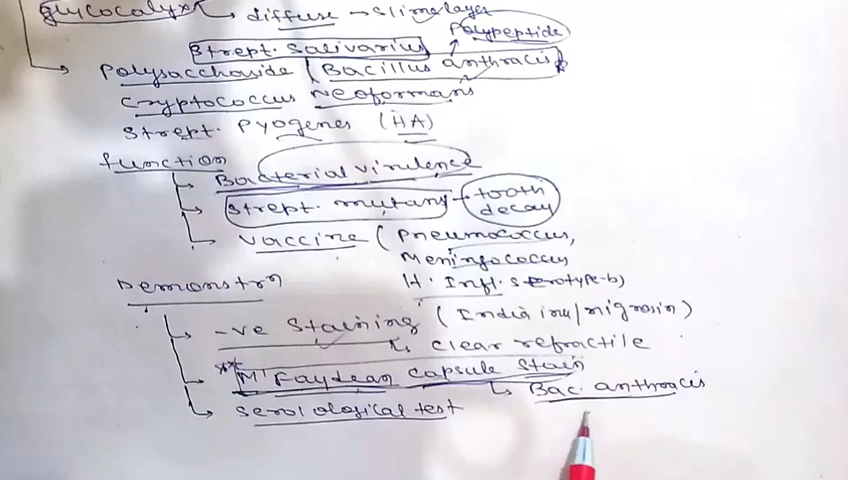 Glycocalyx → diffuse → Slime layer
Polypeptide
Strept. Salivarius
Polysaccharide (Bacillus anthracis)
Cryptococcus Neoformans
Strept. Pyogenes (HA)
function
Bacterial virulence
Strept. mutans - tooth decay
vaccine (Pneumococcus,
Meningococcus
H. Infl. serotype-b)
Demonstrn
-ve Staining (India ink/nigrosin)
clear refractile
** M' Faydean Capsule Stain
Bac. anthracis
Serological test